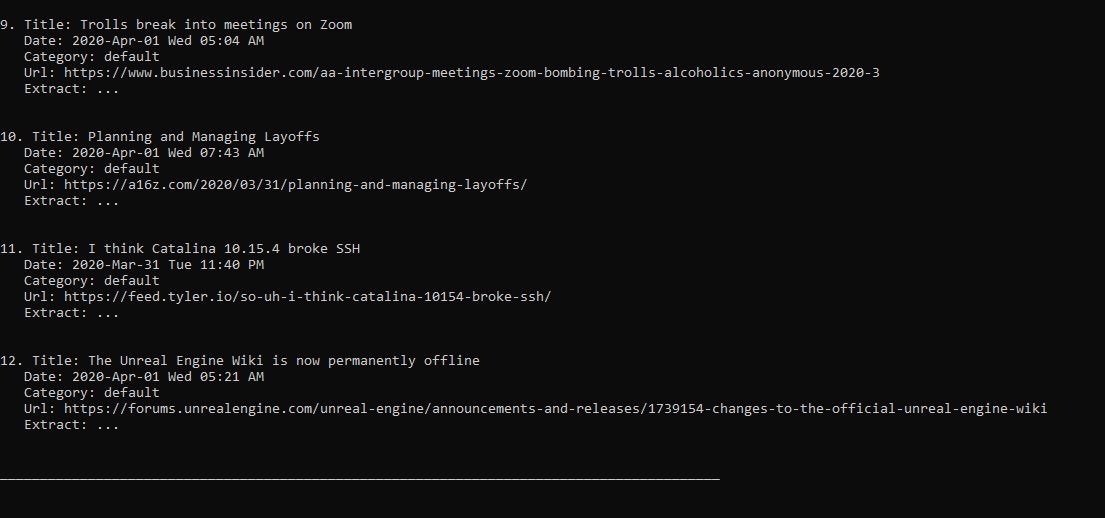 9. Title: Trolls break into meetings on Zoom
Date: 2020-Apr-01 Wed 05:04 AM
Category: default
Url: https://www.businessinsider.com/aa-intergroup-meetings-zoom-bombing-trolls-alcoholics-anonymous-2020-3
Extract: ...
10. Title: Planning and Managing Layoffs
Date: 2020-Apr-01 Wed 07:43 AM
Category: default
Url: https://a16z.com/2020/03/31/planning-and-managing-layoffs/
Extract: ...
11. Title: I think Catalina 10.15.4 broke SSH
Date: 2020-Mar-31 Tue 11:40 PM
Category: default
Url: https://feed.tyler.io/so-uh-i-think-catalina-10154-broke-ssh/
Extract: ...
12. Title: The Unreal Engine Wiki is now permanently offline
Date: 2020-Apr-01 Wed 05:21 AM
Category: default
Url: https://forums.unrealengine.com/unreal-engine/announcements-and-releases/1739154-changes-to-the-official-unreal-engine-wiki
Extract: ...